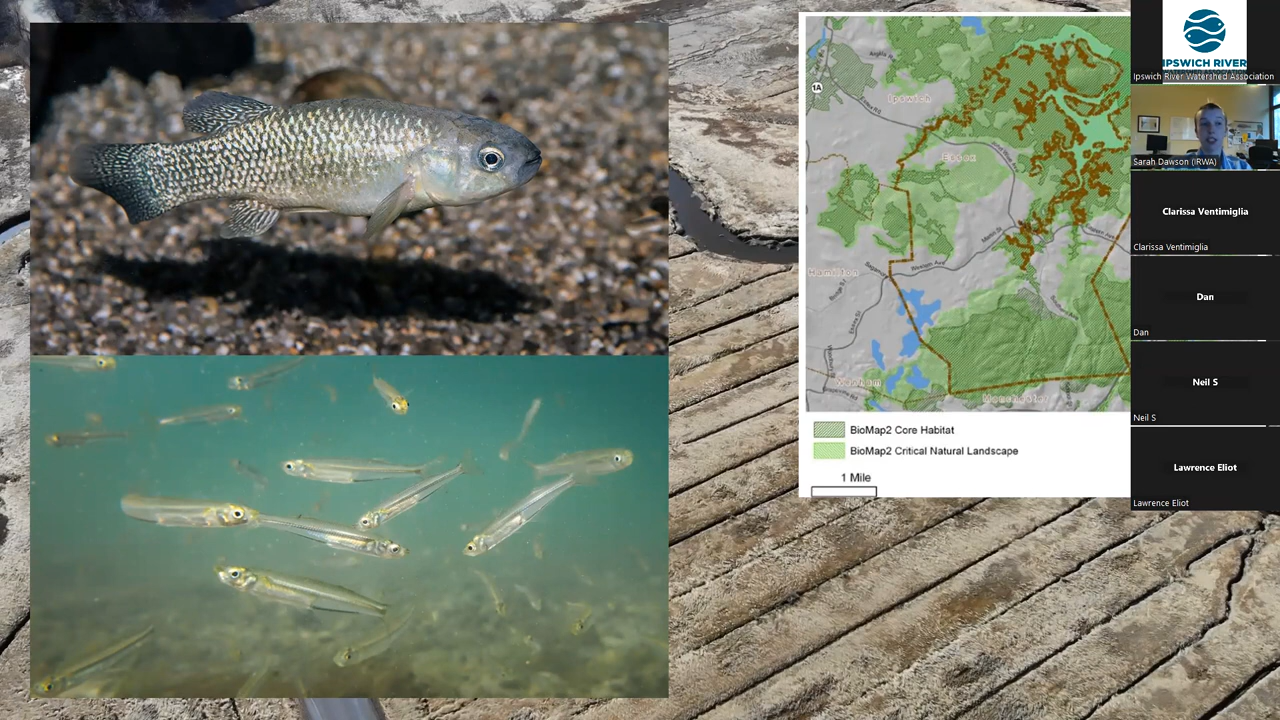 1A
Ipswich
Essex
Hamilton
Wenham
Manchester
BioMap2 Core Habitat
BioMap2 Critical Natural Landscape
1 Mile
IPSWICH RIVER
Ipswich River Watershed Association
Sarah Dawson (IRWA)
Clarissa Ventimiglia
Clarissa Ventimiglia
Dan
Dan
Neil S
Neil S
Lawrence Eliot
Lawrence Eliot